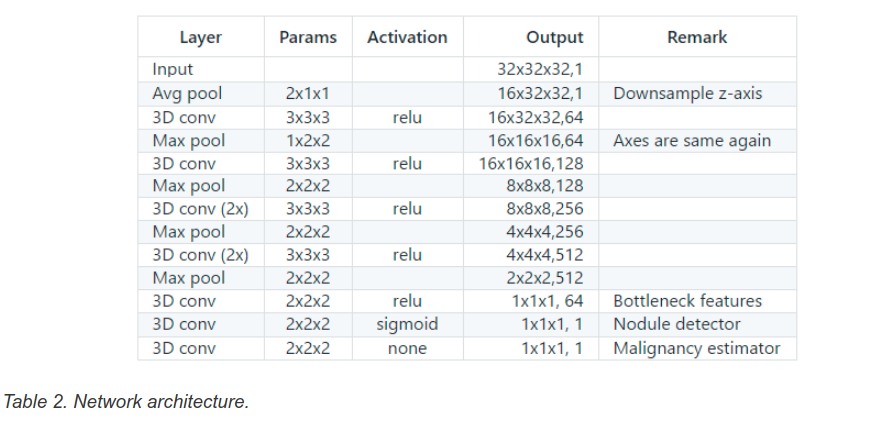 Layer Params Activation Output Remark
Input 32x32x32,1
Avg pool 2x1x1 16x32x32,1 Downsample z-axis
3D conv 3x3x3 relu 16x32x32,64
Max pool 1x2x2 16x16x16,64 Axes are same again
3D conv 3x3x3 relu 16x16x16,128
Max pool 2x2x2 8x8x8,128
3D conv (2x) 3x3x3 relu 8x8x8,256
Max pool 2x2x2 4x4x4,256
3D conv (2x) 3x3x3 relu 4x4x4,512
Max pool 2x2x2 2x2x2,512
3D conv 2x2x2 relu 1x1x1, 64 Bottleneck features
3D conv 2x2x2 sigmoid 1x1x1, 1 Nodule detector
3D conv 2x2x2 none 1x1x1, 1 Malignancy estimator
Table 2. Network architecture.